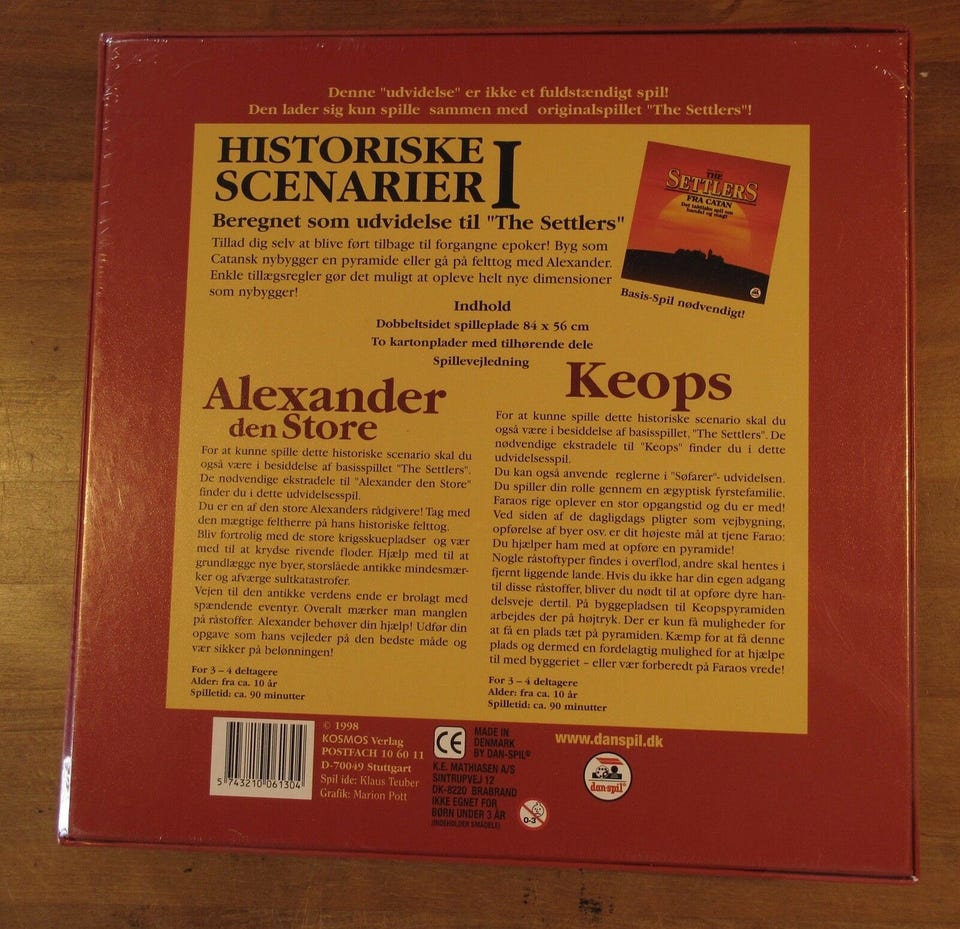 Denne "udvidelse" er ikke et fuldstændigt spil!
Den lader sig kun spille sammen med originalspillet "The Settlers"!
HISTORISKE
SCENARIER I
Beregnet som udvidelse til "The Settlers"
Tillad dig selv at blive ført tilbage til forgangne epoker! Byg som
Catansk nybygger en pyramide eller gå på felttog med Alexander.
Enkle tillægsregler gør det muligt at opleve helt nye dimensioner
som nybygger!
THE
SETTLERS
FRA CATAN
Det taktiske spil om
handel og magt
Basis-Spil nødvendigt!
Indhold
Dobbeltsidet spilleplade 84 x 56 cm
To kartonplader med tilhørende dele
Spillevejledning
Alexander
den Store
For at kunne spille dette historiske scenario skal du
også være i besiddelse af basisspillet "The Settlers".
De nødvendige ekstradele til "Alexander den Store"
finder du i dette udvidelsesspil.
Du er en af den store Alexanders rådgivere! Tag med
den mægtige feltherre på hans historiske felttog.
Bliv fortrolig med de store krigsskuepladser og vær
med til at krydse rivende floder. Hjælp med til at
grundlægge nye byer, storslåede antikke mindesmær-
ker og afværge sultkatastrofer.
Vejen til den antikke verdens ende er brolagt med
spændende eventyr. Overalt mærker man manglen
på råstoffer. Alexander behøver din hjælp! Udfør din
opgave som hans vejleder på den bedste måde og
vær sikker på belønningen!
For 3 – 4 deltagere
Alder: fra ca. 10 år
Spilletid: ca. 90 minutter
Keops
For at kunne spille dette historiske scenario skal du
også være i besiddelse af basisspillet, "The Settlers". De
nødvendige ekstradele til "Keops" finder du i dette
udvidelsesspil.
Du kan også anvende reglerne i "Søfarer"- udvidelsen.
Du spiller din rolle gennem en ægyptisk fyrstefamilie.
Faraos rige oplever en stor opgangstid og du er med!
Ved siden af de dagligdags pligter som vejbygning,
opførelse af byer osv. er dit højeste mål at tjene Farao:
Du hjælper ham med at opføre en pyramide!
Nogle råstoftyper findes i overflod, andre skal hentes i
fjernt liggende lande. Hvis du ikke har din egen adgang
til disse råstoffer, bliver du nødt til at opføre dyre han-
delsveje dertil. På byggepladsen til Keopspyramiden
arbejdes der på højtryk. Der er kun få muligheder for
at få en plads tæt på pyramiden. Kæmp for at få denne
plads og dermed en fordelagtig mulighed for at hjælpe
til med byggeriet – eller vær forberedt på Faraos vrede!
For 3 – 4 deltagere
Alder: fra ca. 10 år
Spilletid: ca. 90 minutter
5 743210 061304
© 1998
KOSMOS Verlag
POSTFACH 10 60 11
D-70049 Stuttgart
Spil ide: Klaus Teuber
Grafik: Marion Pott
CE
MADE IN
DENMARK
BY DAN-SPIL®
K.E. MATHIASEN A/S
SINTRUPVEJ 12
DK-8220 BRABRAND
IKKE EGNET FOR
BØRN UNDER 3 ÅR
(INDEHOLDER SMÅDELE)
0-3
www.danspil.dk
dan-spil®